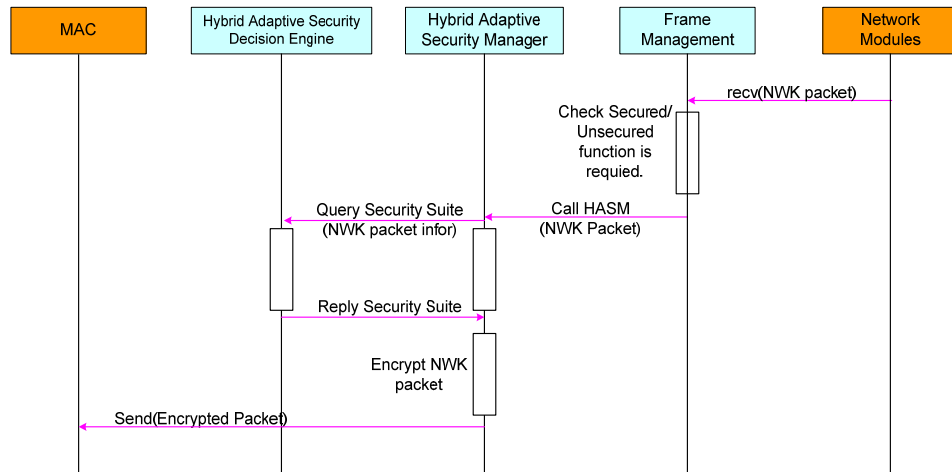 MAC
Hybrid Adaptive Security
Decision Engine
Hybrid Adaptive
Security Manager
Frame
Management
Network
Modules
recv(NWK packet)
Check Secured/
Unsecured
function is
requied.
Query Security Suite
(NWK packet infor)
Call HASM
(NWK Packet)
Reply Security Suite
Encrypt NWK
packet
Send(Encrypted Packet)